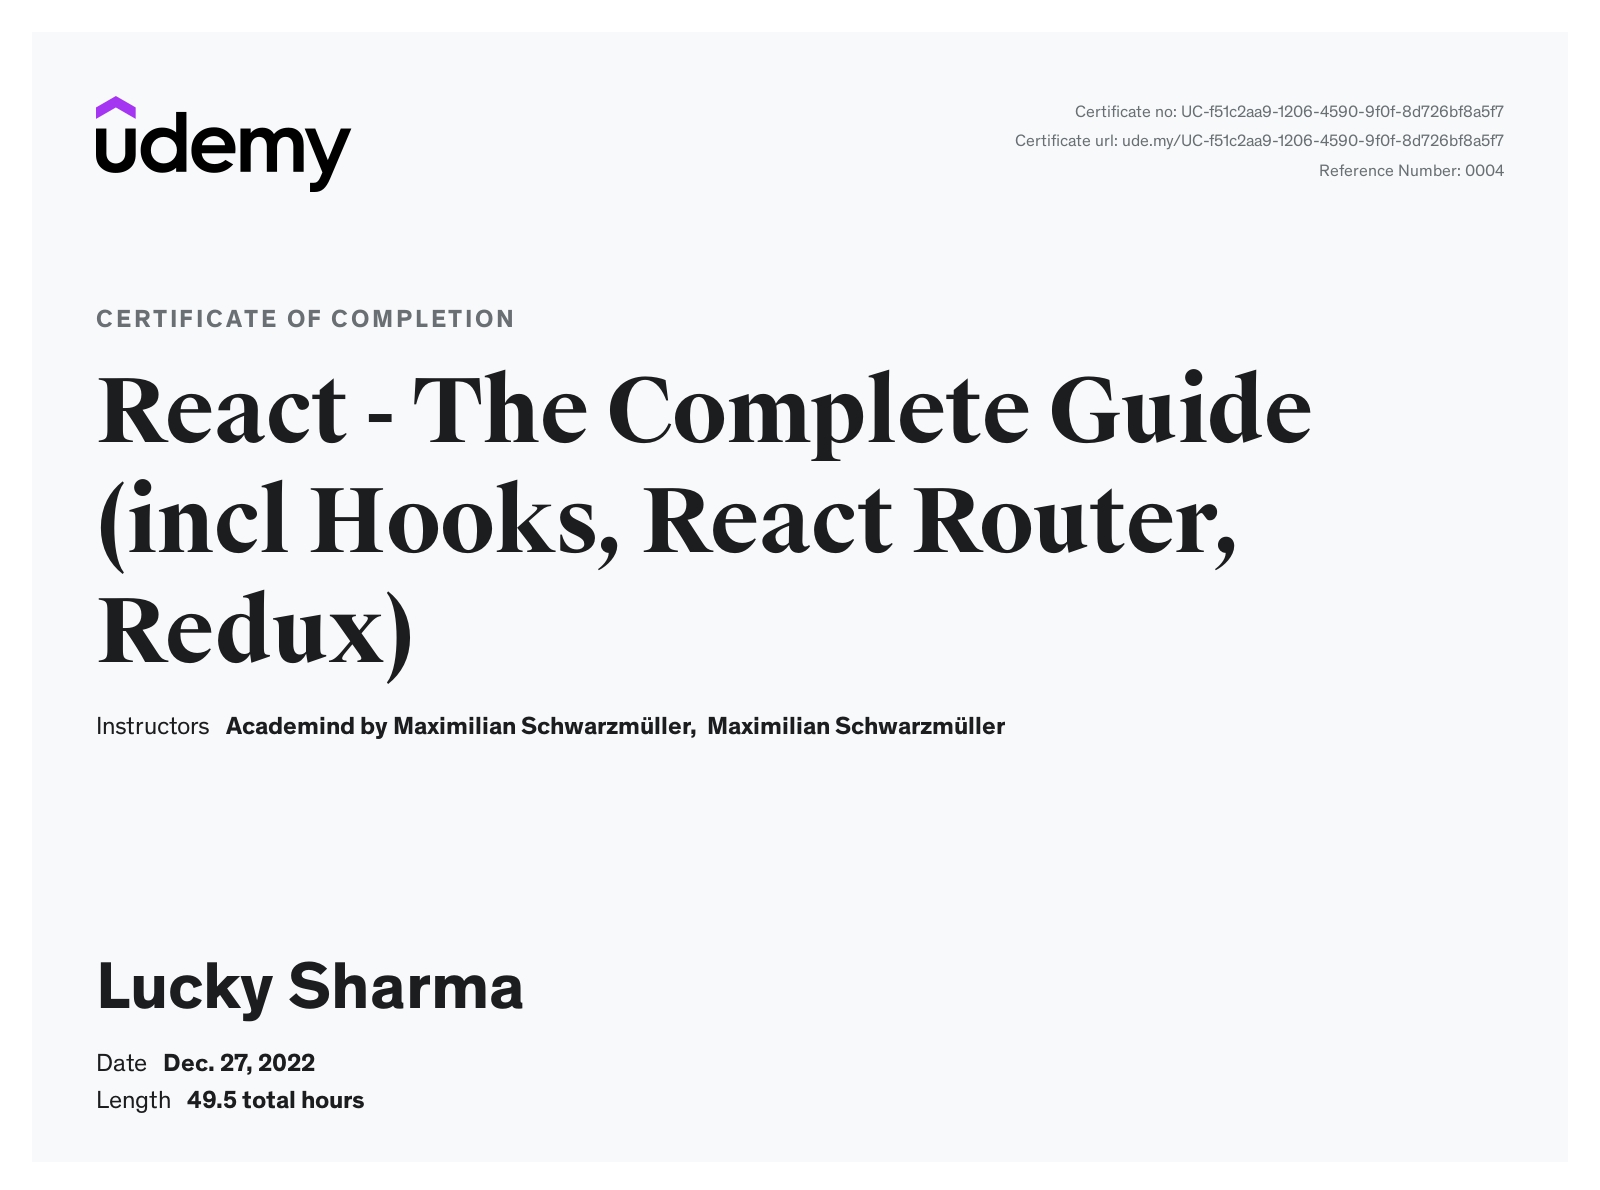 udemy
Certificate no: UC-f51c2aa9-1206-4590-9f0f-8d726bf8a5f7
Certificate url: ude.my/UC-f51c2aa9-1206-4590-9f0f-8d726bf8a5f7
Reference Number: 0004
CERTIFICATE OF COMPLETION
React - The Complete Guide
(incl Hooks, React Router,
Redux)
Instructors Academind by Maximilian Schwarzmüller, Maximilian Schwarzmüller
Lucky Sharma
Date Dec. 27, 2022
Length 49.5 total hours